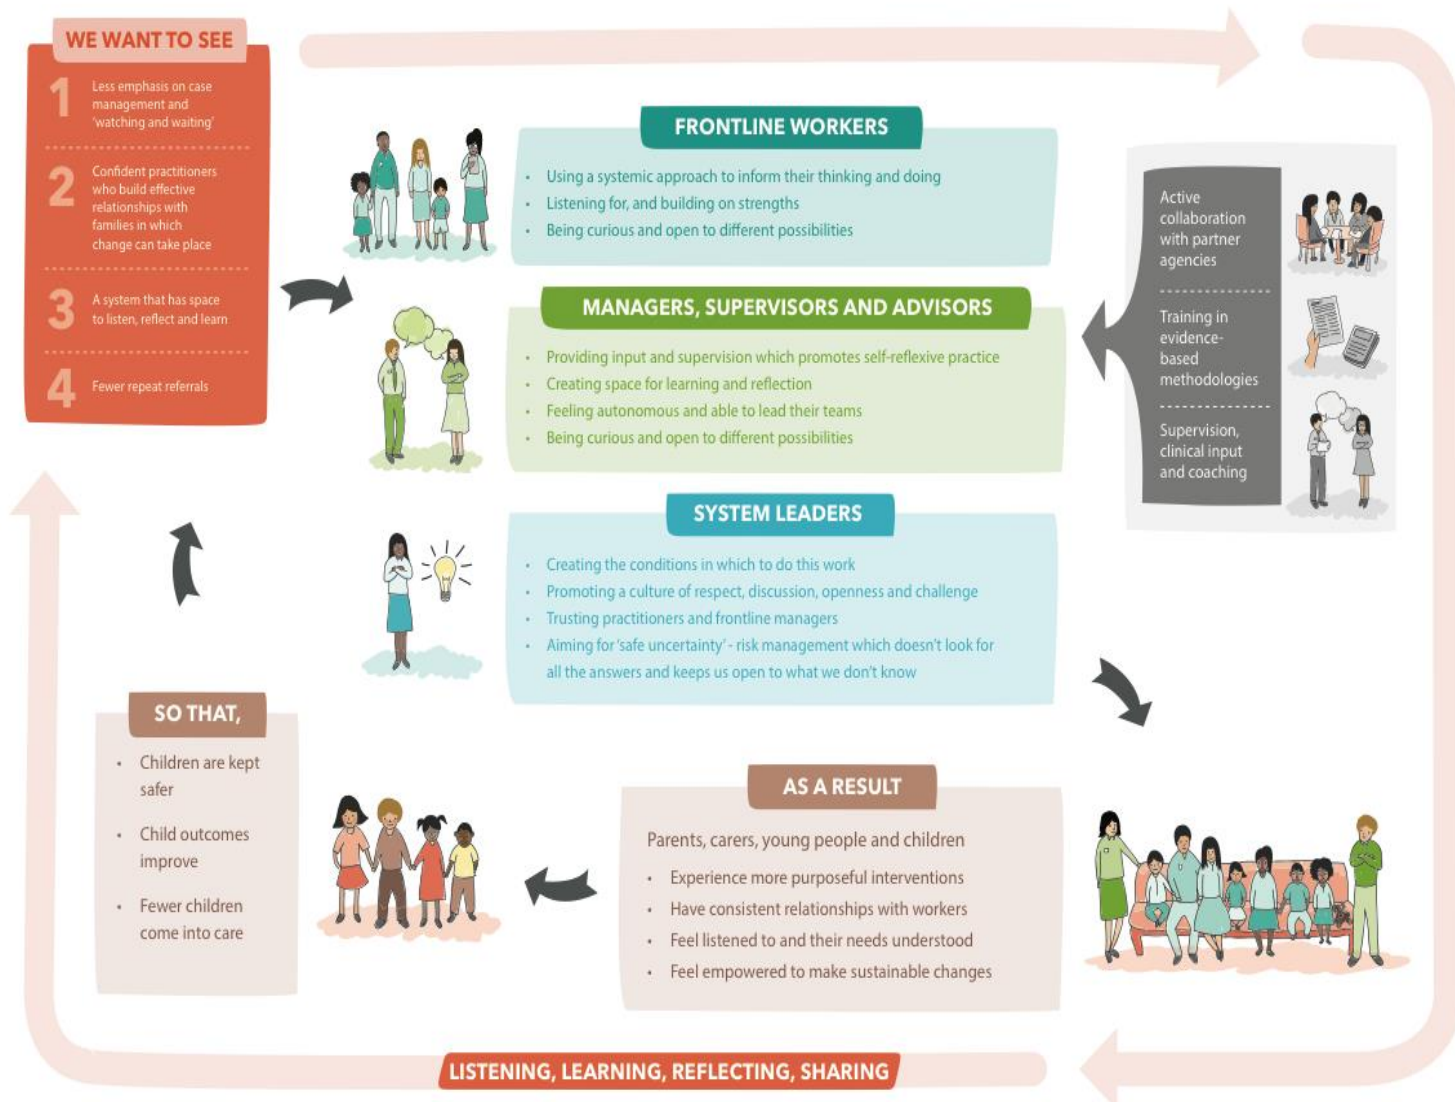 WE WANT TO SEE
1
Less emphasis on case
management and
'watching and waiting'
2
Confident practitioners
who build effective
relationships with
families in which
change can take place
3
A system that has space
to listen, reflect and learn
4
Fewer repeat referrals
FRONTLINE WORKERS
• Using a systemic approach to inform their thinking and doing
• Listening for, and building on strengths
• Being curious and open to different possibilities
MANAGERS, SUPERVISORS AND ADVISORS
• Providing input and supervision which promotes self-reflexive practice
• Creating space for learning and reflection
• Feeling autonomous and able to lead their teams
• Being curious and open to different possibilities
SYSTEM LEADERS
• Creating the conditions in which to do this work
• Promoting a culture of respect, discussion, openness and challenge
• Trusting practitioners and frontline managers
• Aiming for 'safe uncertainty' - risk management which doesn't look for
all the answers and keeps us open to what we don't know
Active
collaboration
with partner
agencies
Training in
evidence-
based
methodologies
Supervision,
clinical input
and coaching
AS A RESULT
Parents, carers, young people and children
• Experience more purposeful interventions
• Have consistent relationships with workers
• Feel listened to and their needs understood
• Feel empowered to make sustainable changes
SO THAT,
• Children are kept
safer
• Child outcomes
improve
• Fewer children
come into care
LISTENING, LEARNING, REFLECTING, SHARING